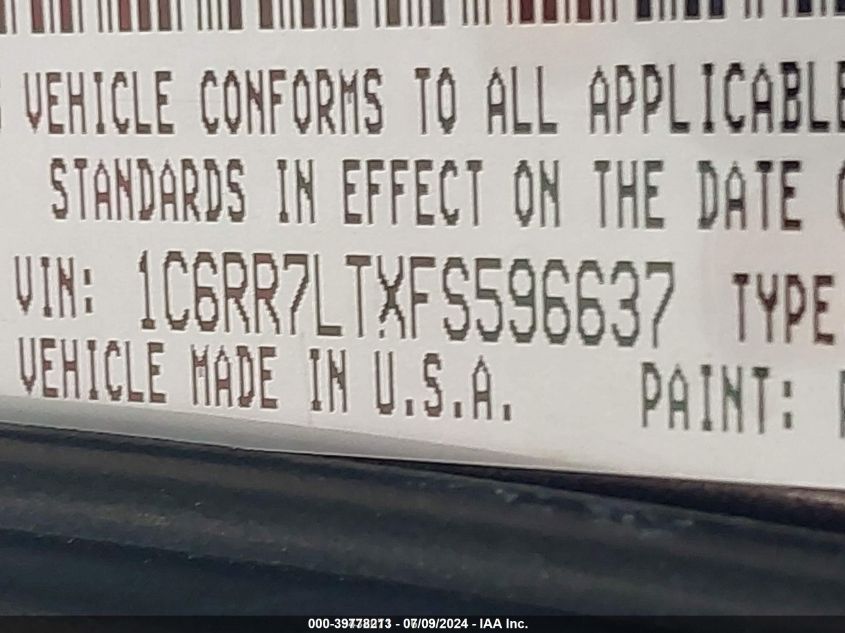 VEHICLE CONFORMS TO ALL APPLICABLE
STANDARDS IN EFFECT ON THE DATE
VIN: 1C6RR7LTXFS596637 TYPE
VEHICLE MADE IN U.S.A. PAINT:
07/09/2024 - IAA Inc.